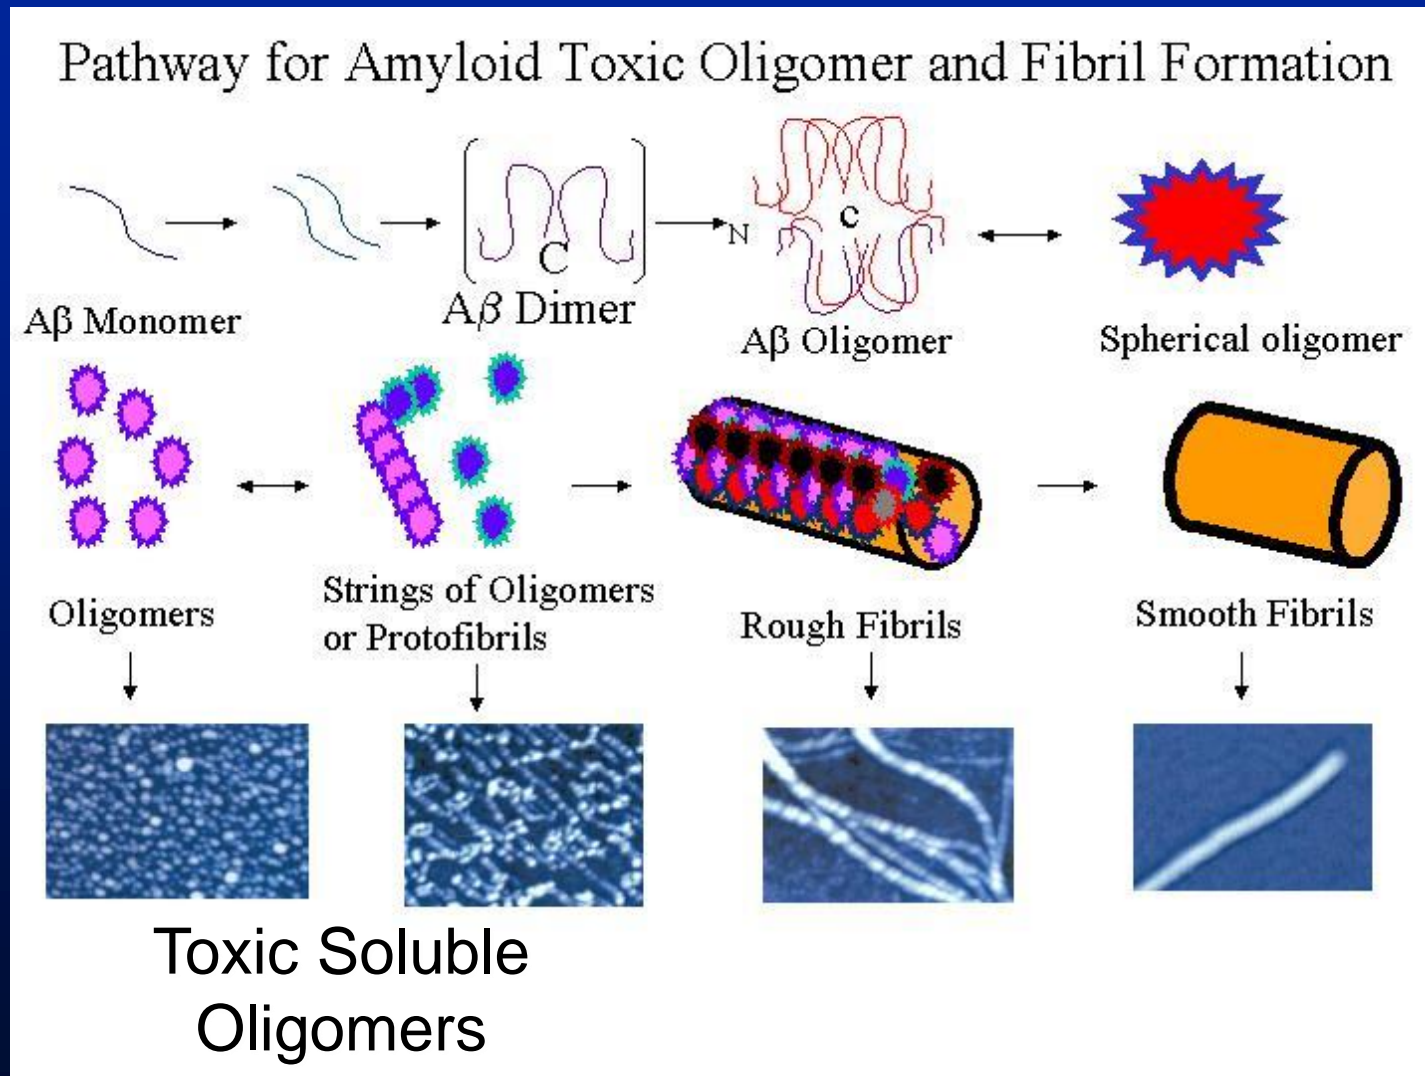 Pathway for Amyloid Toxic Oligomer and Fibril Formation
C
N
c
Aβ Monomer
Aβ Dimer
Aβ Oligomer
Spherical oligomer
Oligomers
Strings of Oligomers
or Protofibrils
Rough Fibrils
Smooth Fibrils
Toxic Soluble
Oligomers